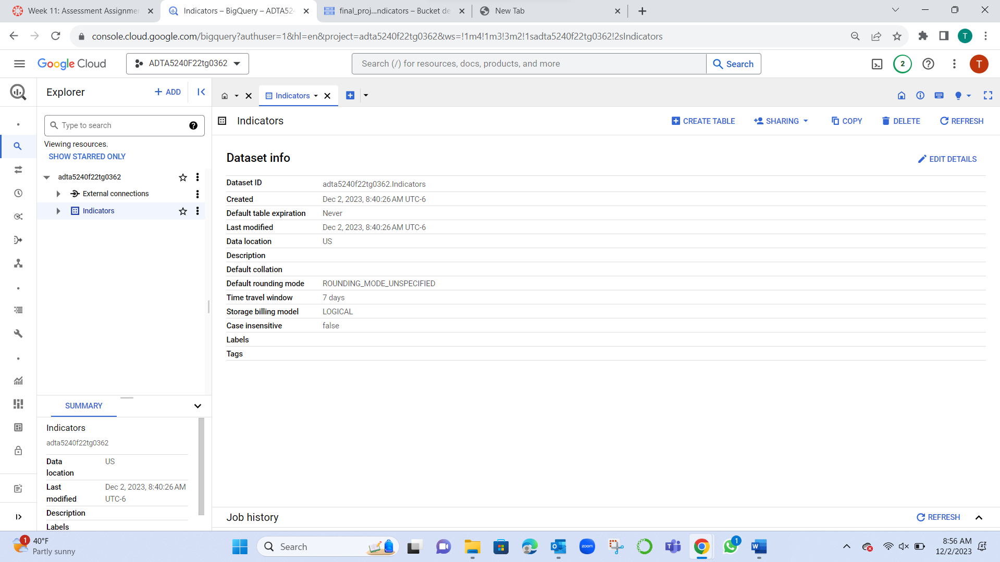 Week 11: Assessment Assignme
Indicators – BigQuery – ADTA52
final_proj...ndicators – Bucket de
New Tab
console.cloud.google.com/bigquery?authuser=1&hl=en&project=adta5240f22tg0362&ws=!1m4!1m3!3m2!1sadta5240f22tg0362!2sIndicators
T
Google Cloud
ADTA5240F22tg0362
Search (/) for resources, docs, products, and more
Search
2
T
Explorer
ADD
Indicators
Type to search
Viewing resources.
SHOW STARRED ONLY
adta5240f22tg0362
External connections
Indicators
Indicators
CREATE TABLE
SHARING
COPY
DELETE
REFRESH
Dataset info
EDIT DETAILS
Dataset ID adta5240f22tg0362.Indicators
Created Dec 2, 2023, 8:40:26 AM UTC-6
Default table expiration Never
Last modified Dec 2, 2023, 8:40:26 AM UTC-6
Data location US
Description
Default collation
Default rounding mode ROUNDING_MODE_UNSPECIFIED
Time travel window 7 days
Storage billing model LOGICAL
Case insensitive false
Labels
Tags
SUMMARY
Indicators
adta5240f22tg0362
Data US
location
Last Dec 2, 2023, 8:40:26 AM
modified UTC-6
Description
Labels
Job history
REFRESH
1
40°F
Partly sunny
Search
zoom
1
W
8:56 AM
12/2/2023